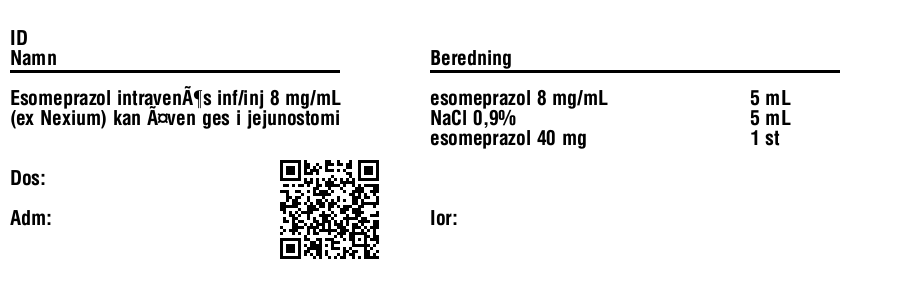 ID
Namn
Esomeprazol intravenÃ¶s inf/inj 8 mg/mL
(ex Nexium) kan Ã¤ven ges i jejunostomi
Dos:
Adm:
Beredning
esomeprazol 8 mg/mL 5 mL
NaCl 0,9% 5 mL
esomeprazol 40 mg 1 st
Ior: